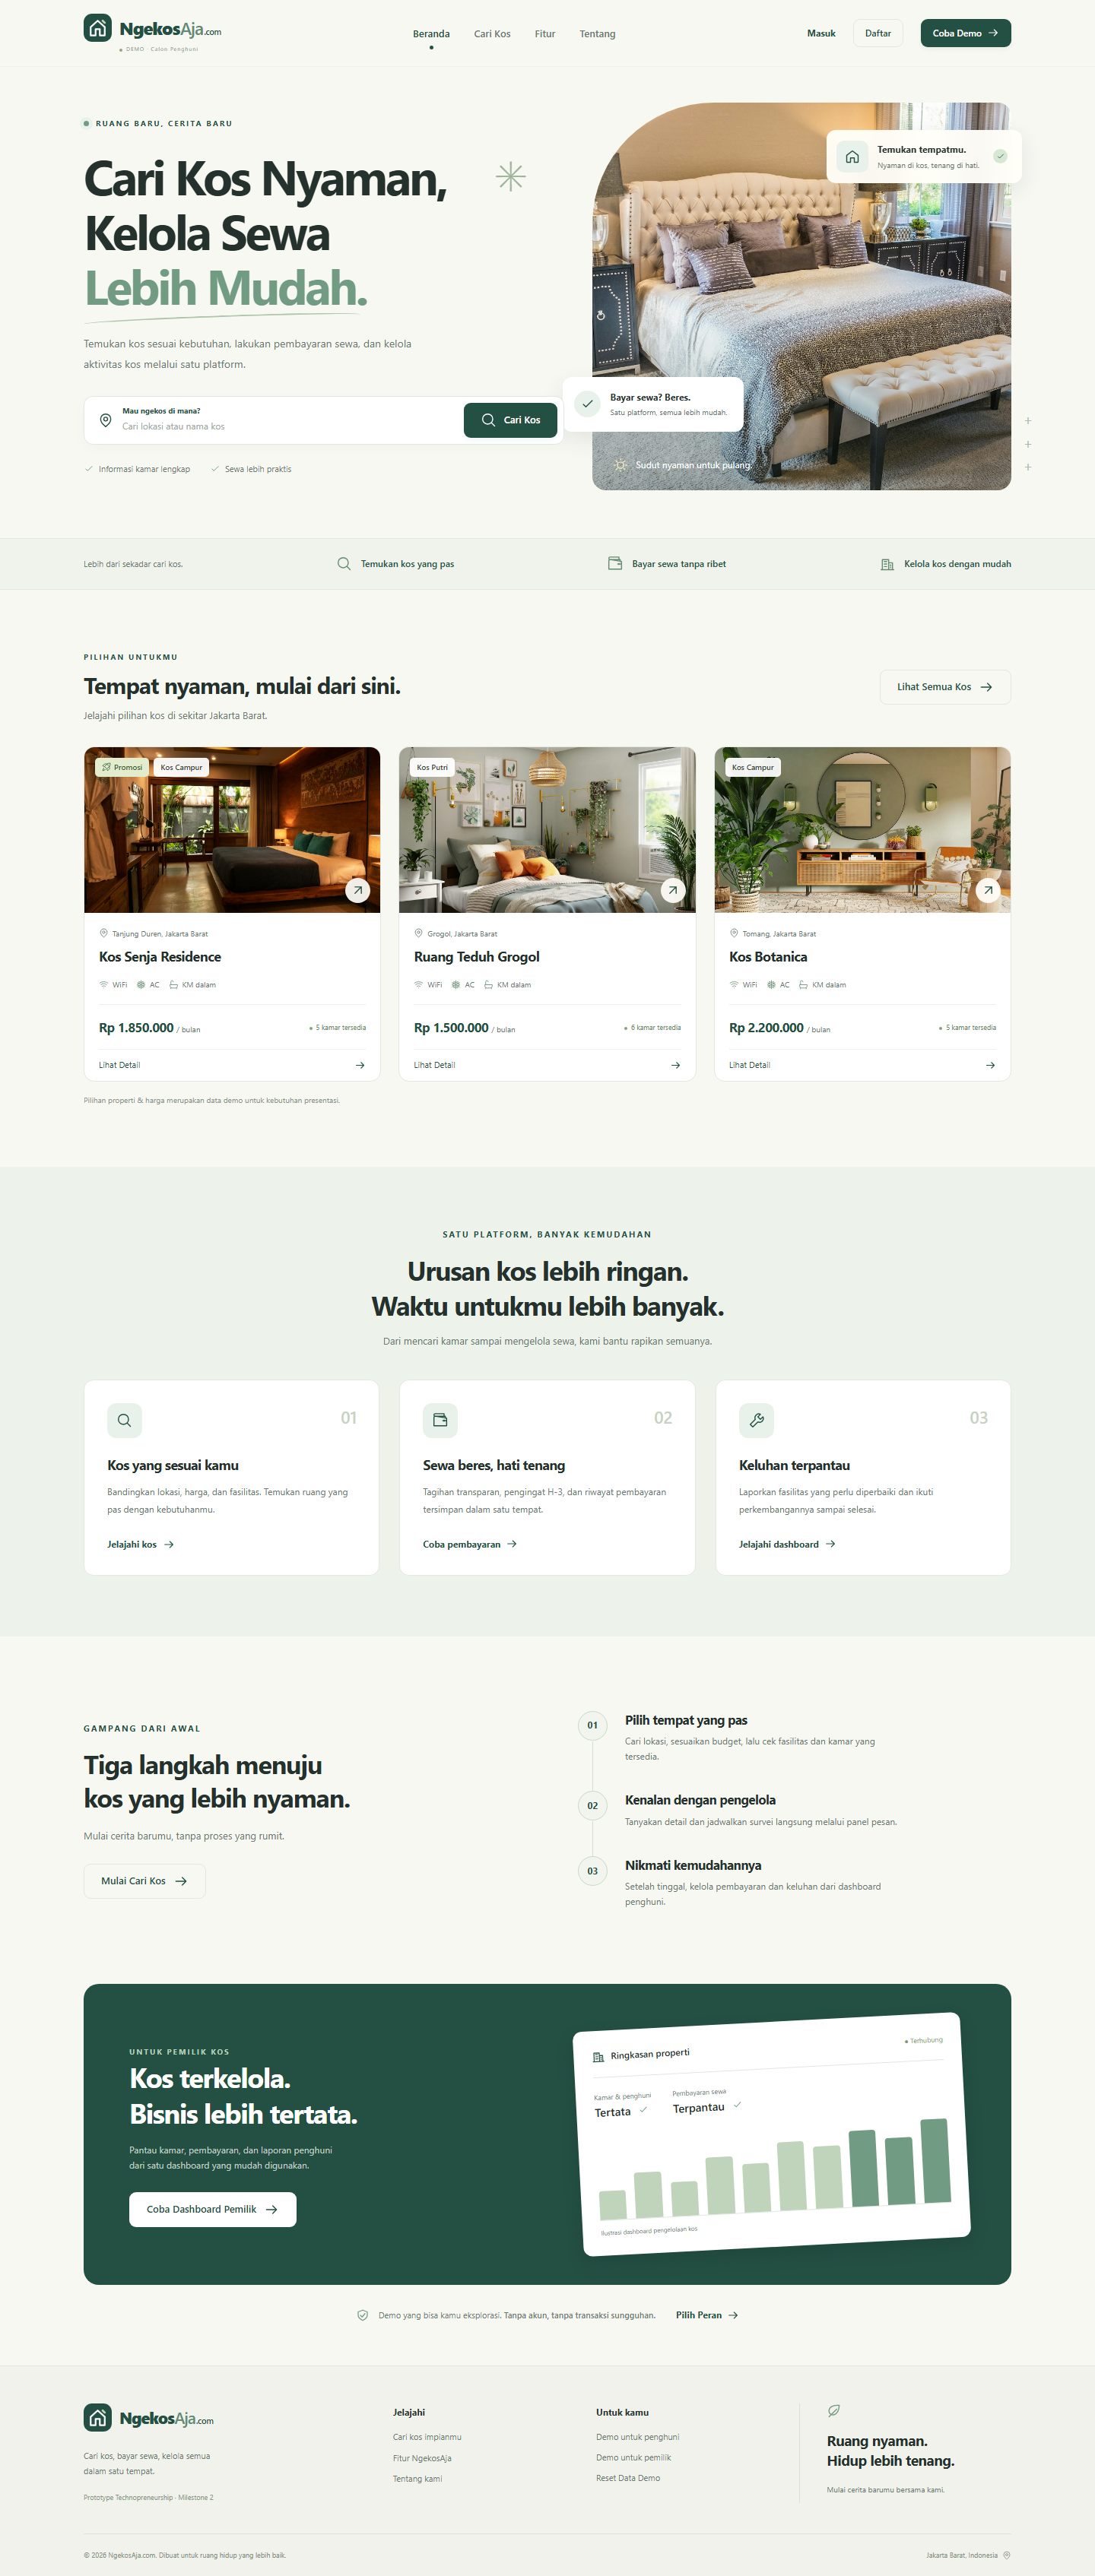 NgekosAja.com
DEMO · Calon Penghuni
Beranda
Cari Kos
Fitur
Tentang
Masuk
Daftar
Coba Demo
RUANG BARU, CERITA BARU
Cari Kos Nyaman,
Kelola Sewa
Lebih Mudah.
Temukan kos sesuai kebutuhan, lakukan pembayaran sewa, dan kelola
aktivitas kos melalui satu platform.
Mau ngekos di mana?
Cari lokasi atau nama kos
Cari Kos
Informasi kamar lengkap
Sewa lebih praktis
Temukan tempatmu.
Nyaman di kos, tenang di hati.
Bayar sewa? Beres.
Satu platform, semua lebih mudah.
Sudut nyaman untuk pulang.
Lebih dari sekadar cari kos.
Temukan kos yang pas
Bayar sewa tanpa ribet
Kelola kos dengan mudah
PILIHAN UNTUKMU
Tempat nyaman, mulai dari sini.
Jelajahi pilihan kos di sekitar Jakarta Barat.
Lihat Semua Kos
Promosi
Kos Campur
Tanjung Duren, Jakarta Barat
Kos Senja Residence
WiFi
AC
KM dalam
Rp 1.850.000 / bulan
5 kamar tersedia
Lihat Detail
Kos Putri
Grogol, Jakarta Barat
Ruang Teduh Grogol
WiFi
AC
KM dalam
Rp 1.500.000 / bulan
6 kamar tersedia
Lihat Detail
Kos Campur
Tomang, Jakarta Barat
Kos Botanica
WiFi
AC
KM dalam
Rp 2.200.000 / bulan
5 kamar tersedia
Lihat Detail
Pilihan properti & harga merupakan data demo untuk kebutuhan presentasi.
SATU PLATFORM, BANYAK KEMUDAHAN
Urusan kos lebih ringan.
Waktu untukmu lebih banyak.
Dari mencari kamar sampai mengelola sewa, kami bantu rapikan semuanya.
01
Kos yang sesuai kamu
Bandingkan lokasi, harga, dan fasilitas. Temukan ruang yang
pas dengan kebutuhanmu.
Jelajahi kos
02
Sewa beres, hati tenang
Tagihan transparan, pengingat H-3, dan riwayat pembayaran
tersimpan dalam satu tempat.
Coba pembayaran
03
Keluhan terpantau
Laporkan fasilitas yang perlu diperbaiki dan ikuti
perkembangannya sampai selesai.
Jelajahi dashboard
GAMPANG DARI AWAL
Tiga langkah menuju
kos yang lebih nyaman.
Mulai cerita barumu, tanpa proses yang rumit.
Mulai Cari Kos
01
Pilih tempat yang pas
Cari lokasi, sesuaikan budget, lalu cek fasilitas dan kamar yang
tersedia.
02
Kenalan dengan pengelola
Tanyakan detail dan jadwalkan survei langsung melalui panel pesan.
03
Nikmati kemudahannya
Setelah tinggal, kelola pembayaran dan keluhan dari dashboard
penghuni.
UNTUK PEMILIK KOS
Kos terkelola.
Bisnis lebih tertata.
Pantau kamar, pembayaran, dan laporan penghuni
dari satu dashboard yang mudah digunakan.
Coba Dashboard Pemilik
Ringkasan properti
Terhubung
Kamar & penghuni
Tertata
Pembayaran sewa
Terpantau
Ilustrasi dashboard pengelolaan kos
Demo yang bisa kamu eksplorasi. Tanpa akun, tanpa transaksi sungguhan.
Pilih Peran
NgekosAja.com
Cari kos, bayar sewa, kelola semua
dalam satu tempat.
Prototype Technopreneurship · Milestone 2
Jelajahi
Cari kos impianmu
Fitur NgekosAja
Tentang kami
Untuk kamu
Demo untuk penghuni
Demo untuk pemilik
Reset Data Demo
Ruang nyaman.
Hidup lebih tenang.
Mulai cerita barumu bersama kami.
© 2026 NgekosAja.com. Dibuat untuk ruang hidup yang lebih baik.
Jakarta Barat, Indonesia